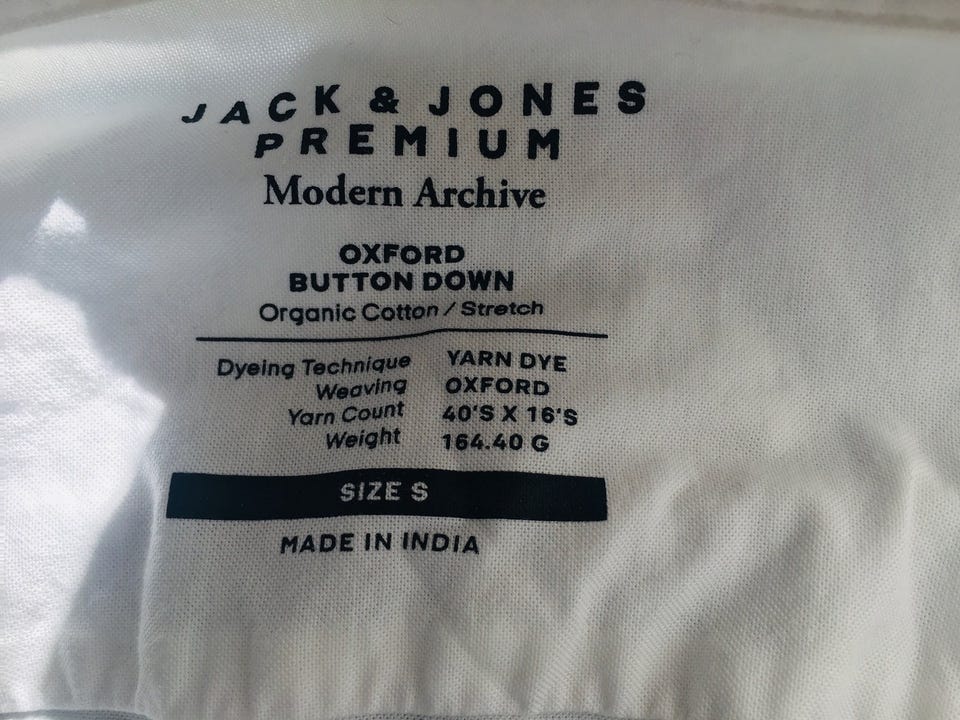 JACK & JONES
PREMIUM
Modern Archive
OXFORD
BUTTON DOWN
Organic Cotton / Stretch
Dyeing Technique YARN DYE
Weaving OXFORD
Yarn Count 40'S X 16'S
Weight 164.40 G
SIZE S
MADE IN INDIA